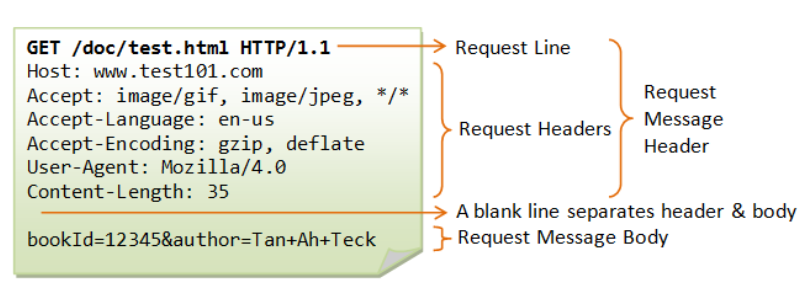 GET /doc/test.html HTTP/1.1
Host: www.test101.com
Accept: image/gif, image/jpeg, */*
Accept-Language: en-us
Accept-Encoding: gzip, deflate
User-Agent: Mozilla/4.0
Content-Length: 35
bookId=12345&author=Tan+Ah+Teck
Request Line
Request Headers
Request
Message
Header
A blank line separates header & body
Request Message Body